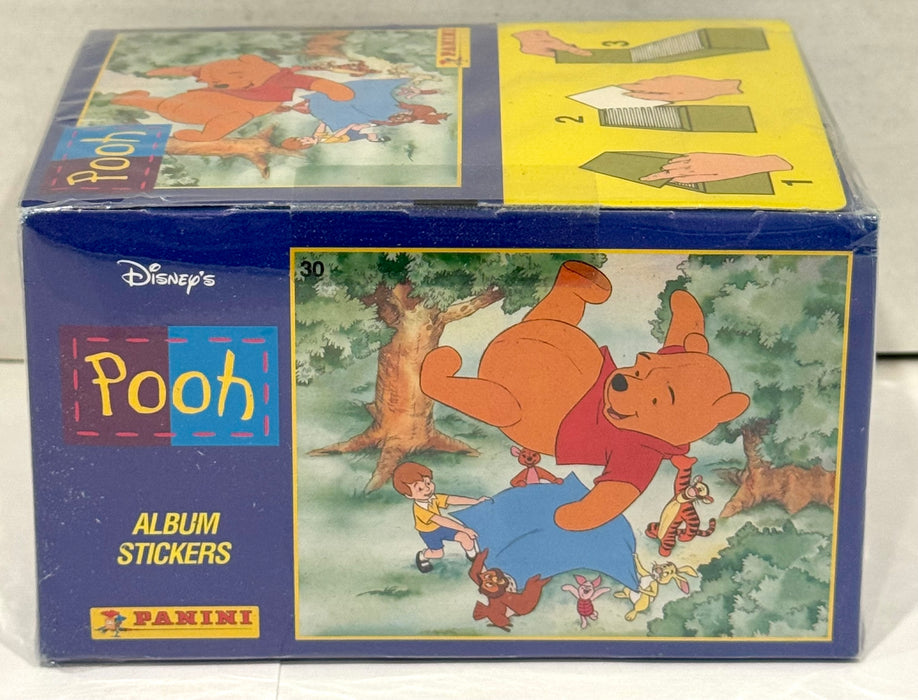 PANINI
Pooh
3
2
1
DISNEY'S
30
Pooh
ALBUM
STICKERS
PANINI